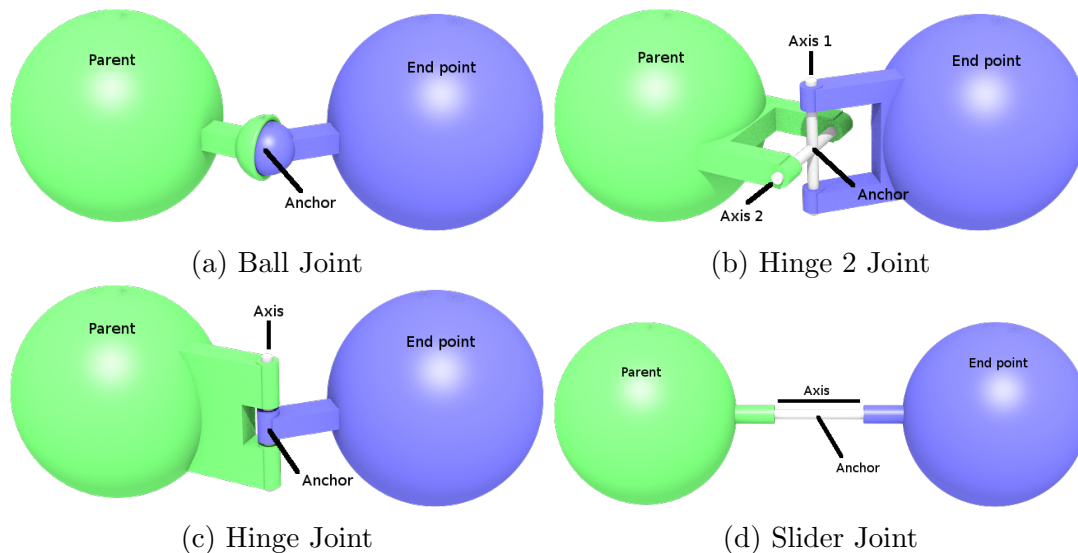 Parent
End point
Anchor
(a) Ball Joint
Axis 1
Parent
End point
Anchor
Axis 2
(b) Hinge 2 Joint
Axis
Parent
End point
Anchor
(c) Hinge Joint
Parent
End point
Axis
Anchor
(d) Slider Joint